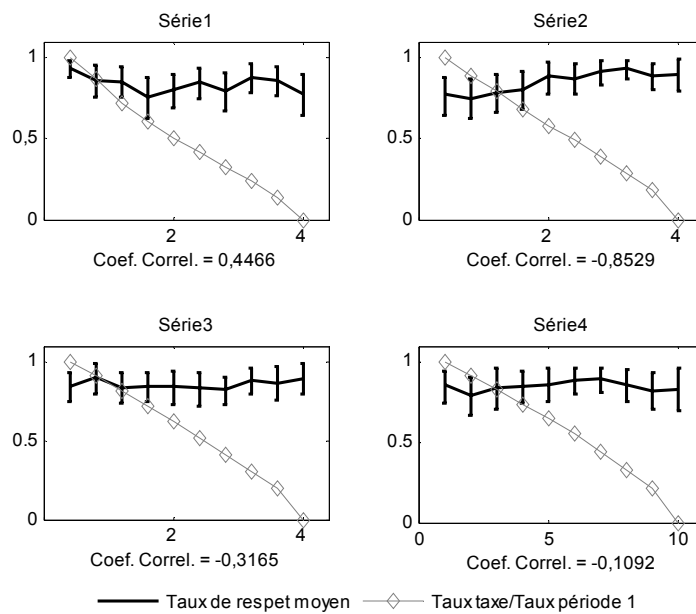 Série1
Série2
1
0,5
0
2
4
Coef. Correl. = 0,4466
1
0.5
0
2
4
Coef. Correl. = -0,8529
Série3
Série4
1
0.5
0
2
4
Coef. Correl. = -0,3165
1
0.5
0
0
5
10
Coef. Correl. = -0,1092
Taux de respet moyen
Taux taxe/Taux période 1